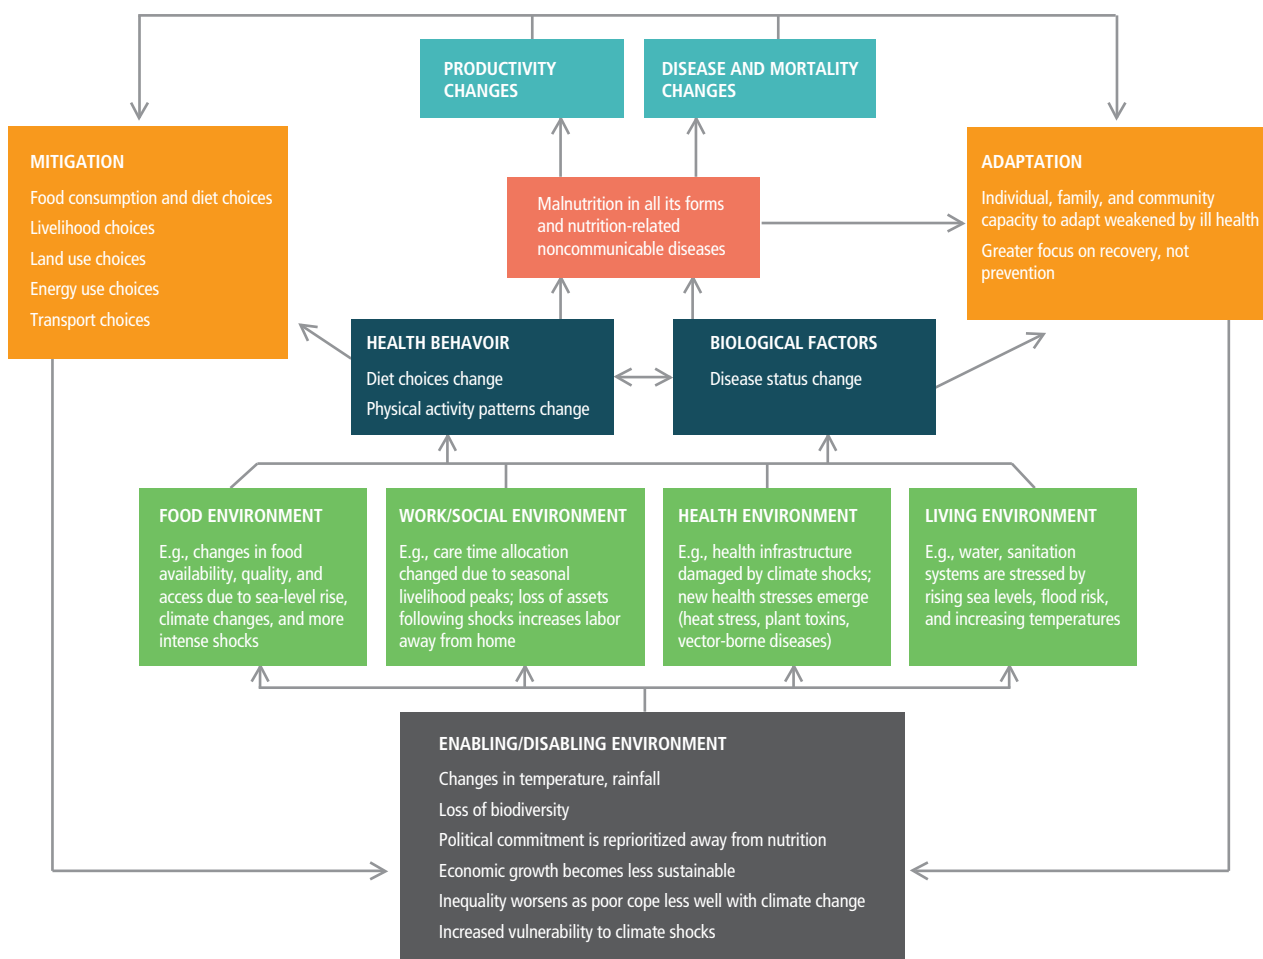 PRODUCTIVITY
CHANGES
DISEASE AND MORTALITY
CHANGES
MITIGATION
Food consumption and diet choices
Livelihood choices
Land use choices
Energy use choices
Transport choices
Malnutrition in all its forms
and nutrition-related
noncommunicable diseases
ADAPTATION
Individual, family, and community
capacity to adapt weakened by ill health
Greater focus on recovery, not
prevention
HEALTH BEHAVOIR
Diet choices change
Physical activity patterns change
BIOLOGICAL FACTORS
Disease status change
FOOD ENVIRONMENT
E.g., changes in food
availability, quality, and
access due to sea-level rise,
climate changes, and more
intense shocks
WORK/SOCIAL ENVIRONMENT
E.g., care time allocation
changed due to seasonal
livelihood peaks; loss of assets
following shocks increases labor
away from home
HEALTH ENVIRONMENT
E.g., health infrastructure
damaged by climate shocks;
new health stresses emerge
(heat stress, plant toxins,
vector-borne diseases)
LIVING ENVIRONMENT
E.g., water, sanitation
systems are stressed by
rising sea levels, flood risk,
and increasing temperatures
ENABLING/DISABLING ENVIRONMENT
Changes in temperature, rainfall
Loss of biodiversity
Political commitment is reprioritized away from nutrition
Economic growth becomes less sustainable
Inequality worsens as poor cope less well with climate change
Increased vulnerability to climate shocks